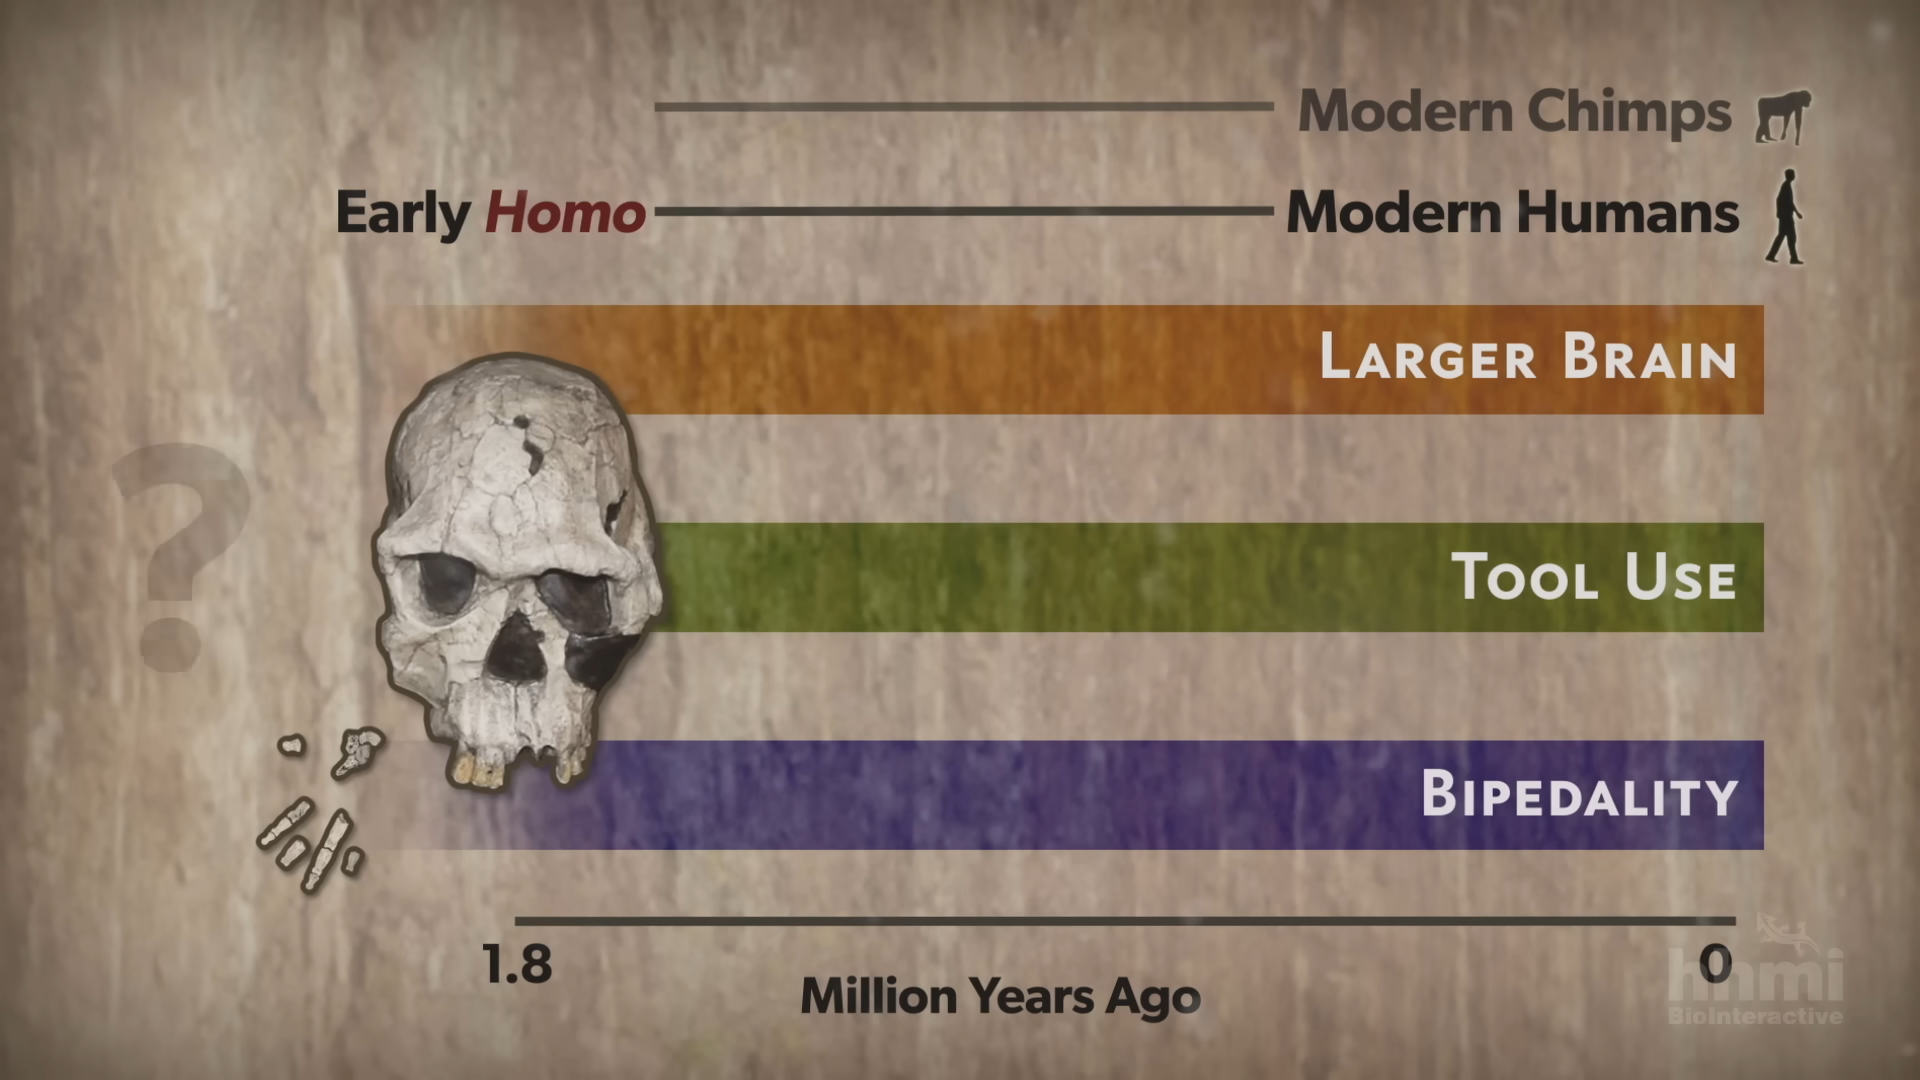 Modern Chimps
Early Homo
Modern Humans
LARGER BRAIN
?
TOOL USE
BIPEDALITY
1.8
0
Million Years Ago
hhmi
BioInteractive